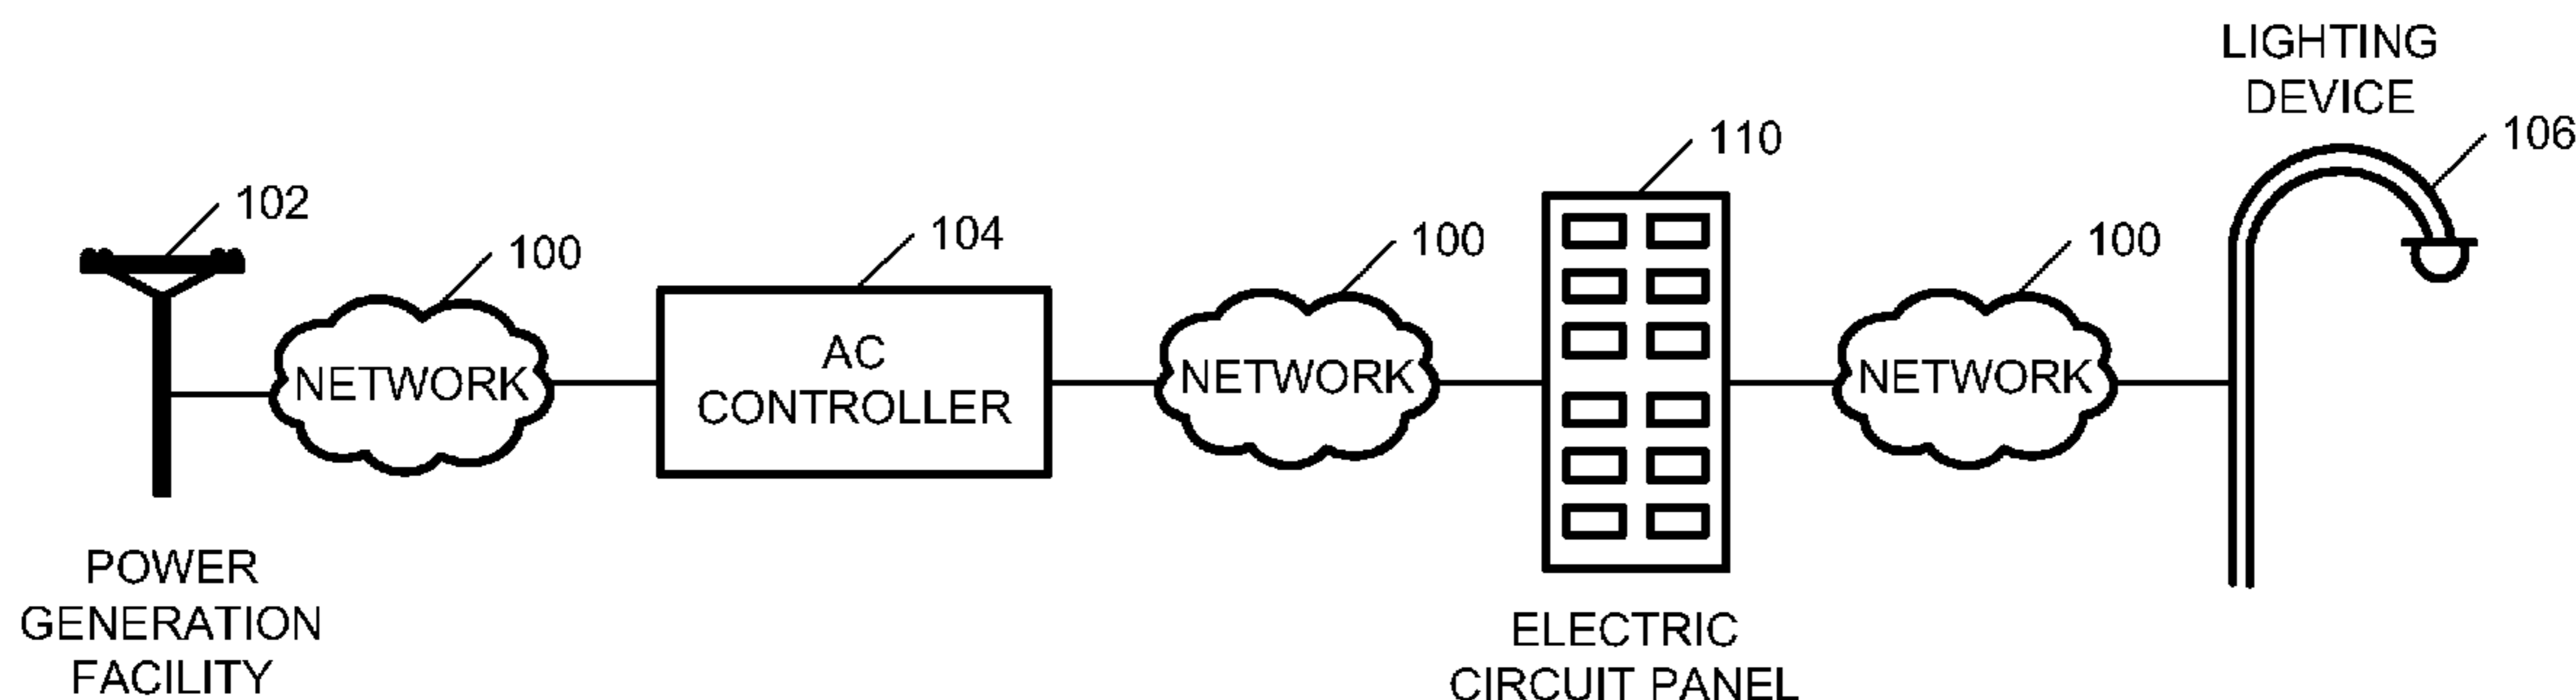 102
100
POWER
GENERATION
FACILITY
NETWORK
104
AC
CONTROLLER
100
NETWORK
110
ELECTRIC
CIRCUIT PANEL
100
NETWORK
LIGHTING
DEVICE
106